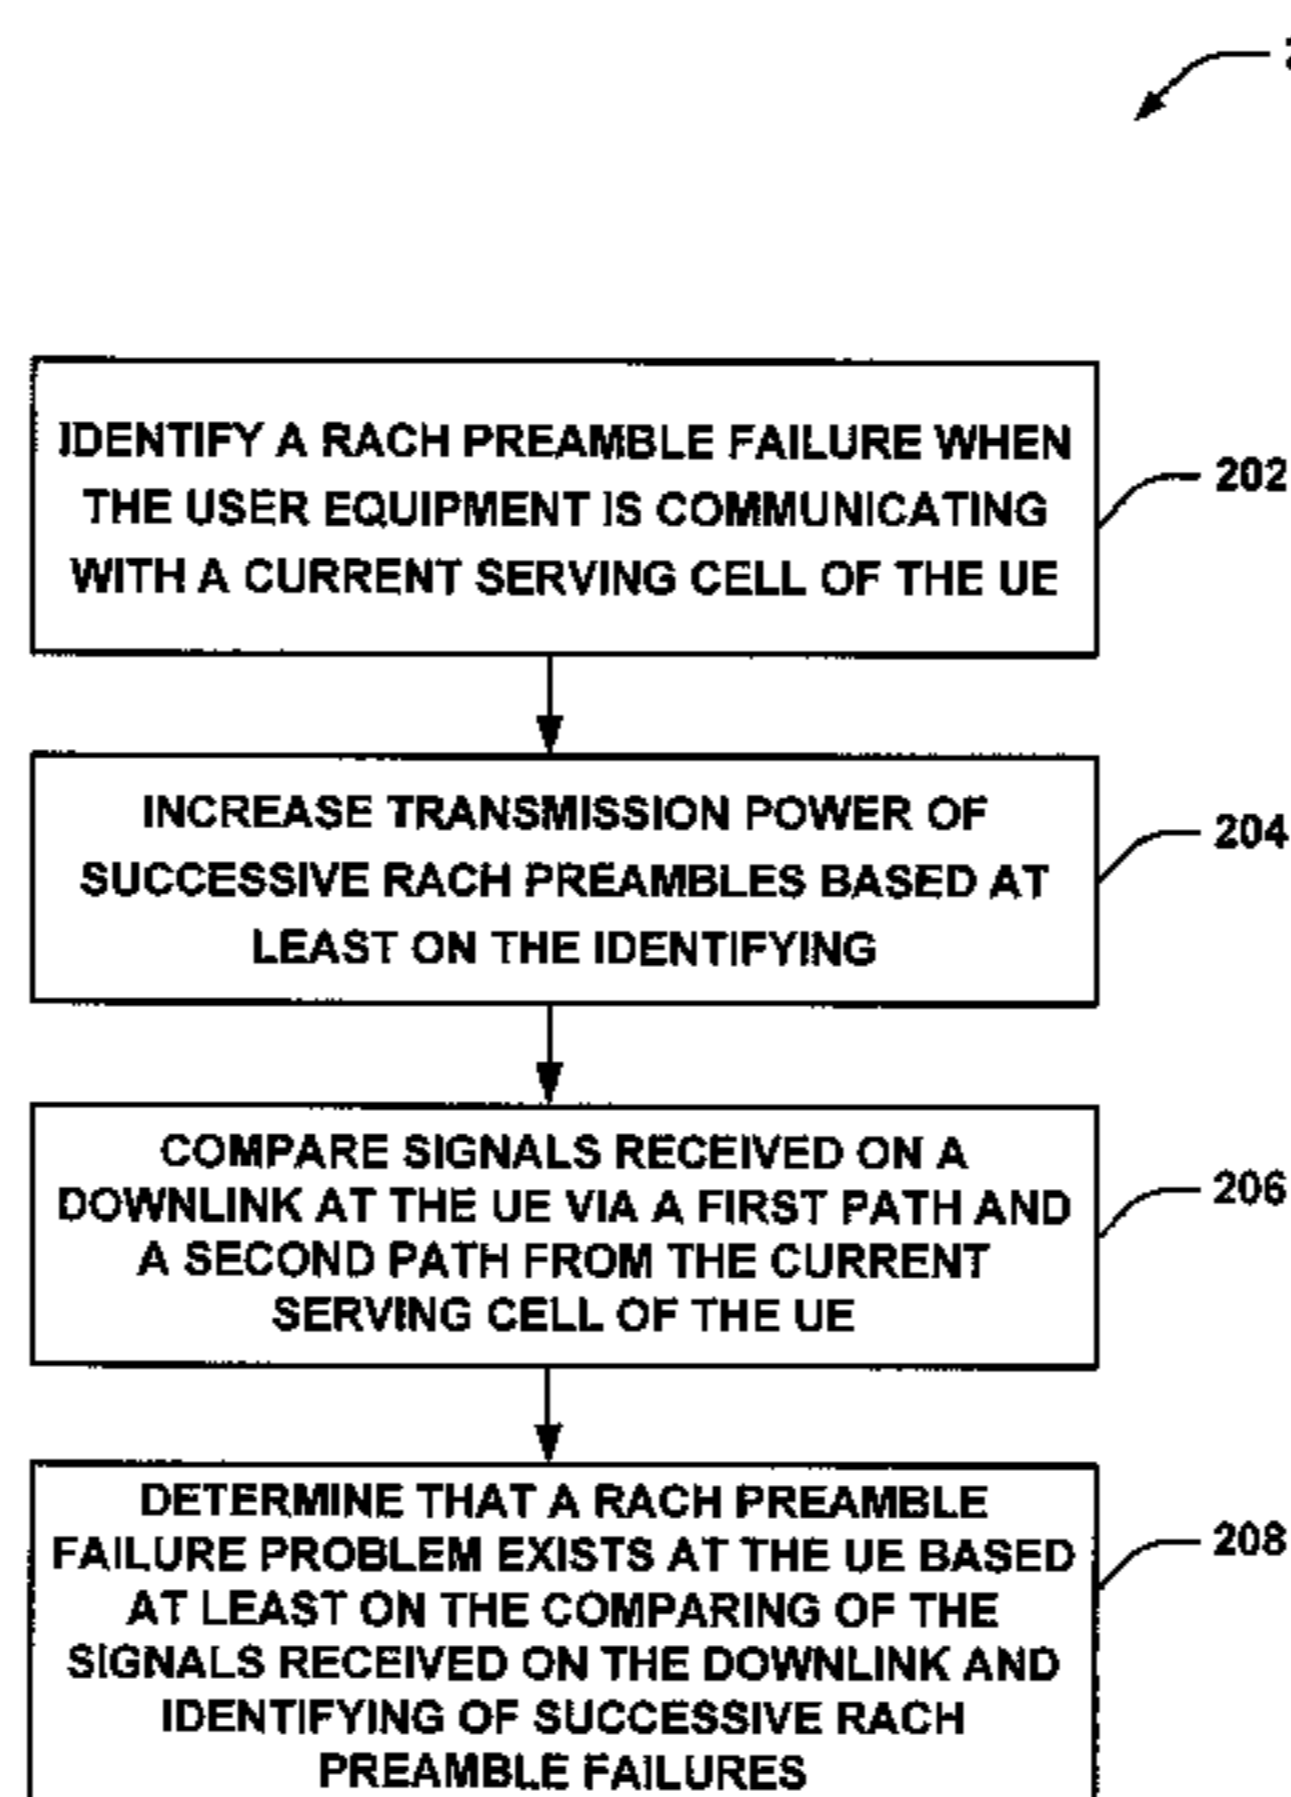 IDENTIFY A RACH PREAMBLE FAILURE WHEN
THE USER EQUIPMENT IS COMMUNICATING
WITH A CURRENT SERVING CELL OF THE UE
202
INCREASE TRANSMISSION POWER OF
SUCCESSIVE RACH PREAMBLES BASED AT
LEAST ON THE IDENTIFYING
204
COMPARE SIGNALS RECEIVED ON A
DOWNLINK AT THE UE VIA A FIRST PATH AND
A SECOND PATH FROM THE CURRENT
SERVING CELL OF THE UE
206
DETERMINE THAT A RACH PREAMBLE
FAILURE PROBLEM EXISTS AT THE UE BASED
AT LEAST ON THE COMPARING OF THE
SIGNALS RECEIVED ON THE DOWNLINK AND
IDENTIFYING OF SUCCESSIVE RACH
PREAMBLE FAILURES
208